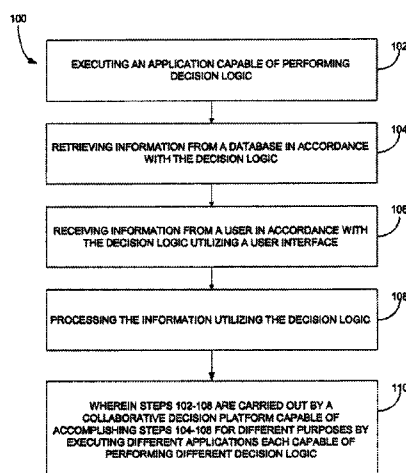 100
EXECUTING AN APPLICATION CAPABLE OF PERFORMING
DECISION LOGIC
102
RETRIEVING INFORMATION FROM A DATABASE IN ACCORDANCE
WITH THE DECISION LOGIC
104
RECEIVING INFORMATION FROM A USER IN ACCORDANCE WITH
THE DECISION LOGIC UTILIZING A USER INTERFACE
106
PROCESSING THE INFORMATION UTILIZING THE DECISION LOGIC
108
WHEREIN STEPS 102-108 ARE CARRIED OUT BY A
COLLABORATIVE DECISION PLATFORM CAPABLE OF
ACCOMPLISHING STEPS 104-108 FOR DIFFERENT PURPOSES BY
EXECUTING DIFFERENT APPLICATIONS EACH CAPABLE OF
PERFORMING DIFFERENT DECISION LOGIC
110